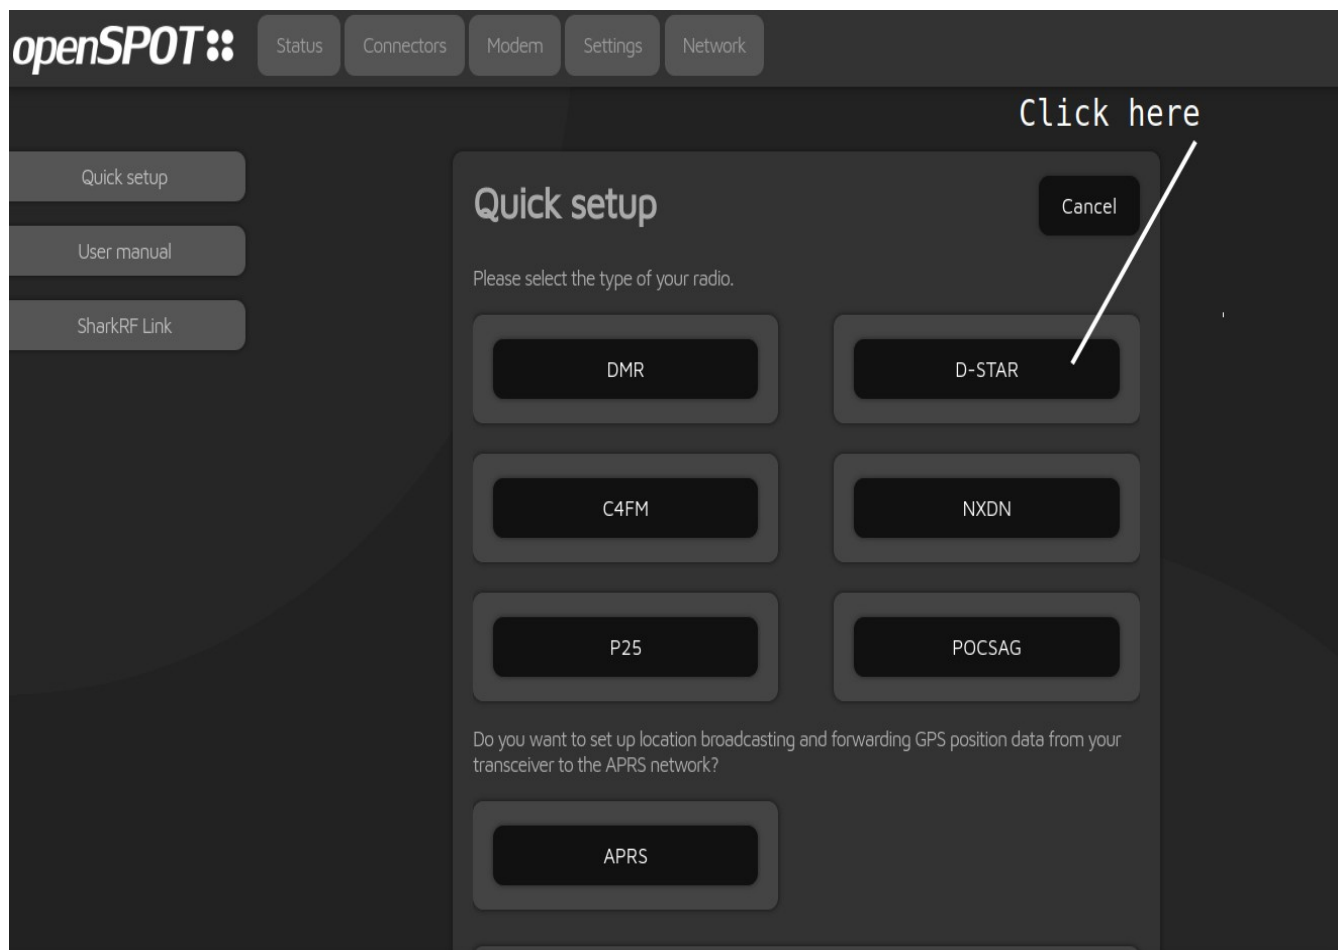 openSPOT
Status Connectors Modem Settings Network
Click here
Quick setup
User manual
SharkRF Link
Quick setup
Cancel
Please select the type of your radio.
DMR
D-STAR
C4FM
NXDN
P25
POCSAG
Do you want to set up location broadcasting and forwarding GPS position data from your
transceiver to the APRS network?
APRS